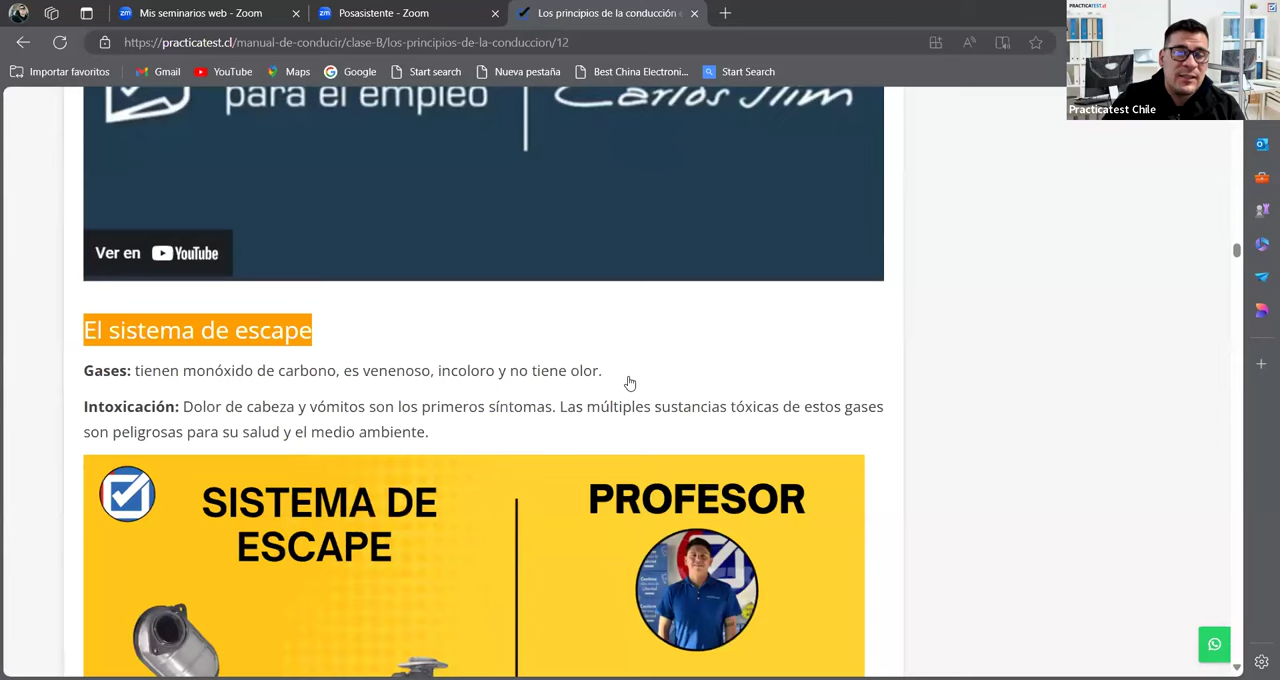 Mis seminarios web - Zoom
Posasistente - Zoom
Los principios de la conducción
https://practicatest.cl/manual-de-conducir/clase-B/los-principios-de-la-conduccion/12
Importar favoritos
Gmail
YouTube
Maps
Google
Start search
Nueva pestaña
Best China Electroni...
Start Search
PRACTICATEST.cl
Practicatest Chile
para el empleo
Carlos Slim
Ver en YouTube
El sistema de escape
Gases: tienen monóxido de carbono, es venenoso, incoloro y no tiene olor.
Intoxicación: Dolor de cabeza y vómitos son los primeros síntomas. Las múltiples sustancias tóxicas de estos gases
son peligrosas para su salud y el medio ambiente.
SISTEMA DE
ESCAPE
PROFESOR